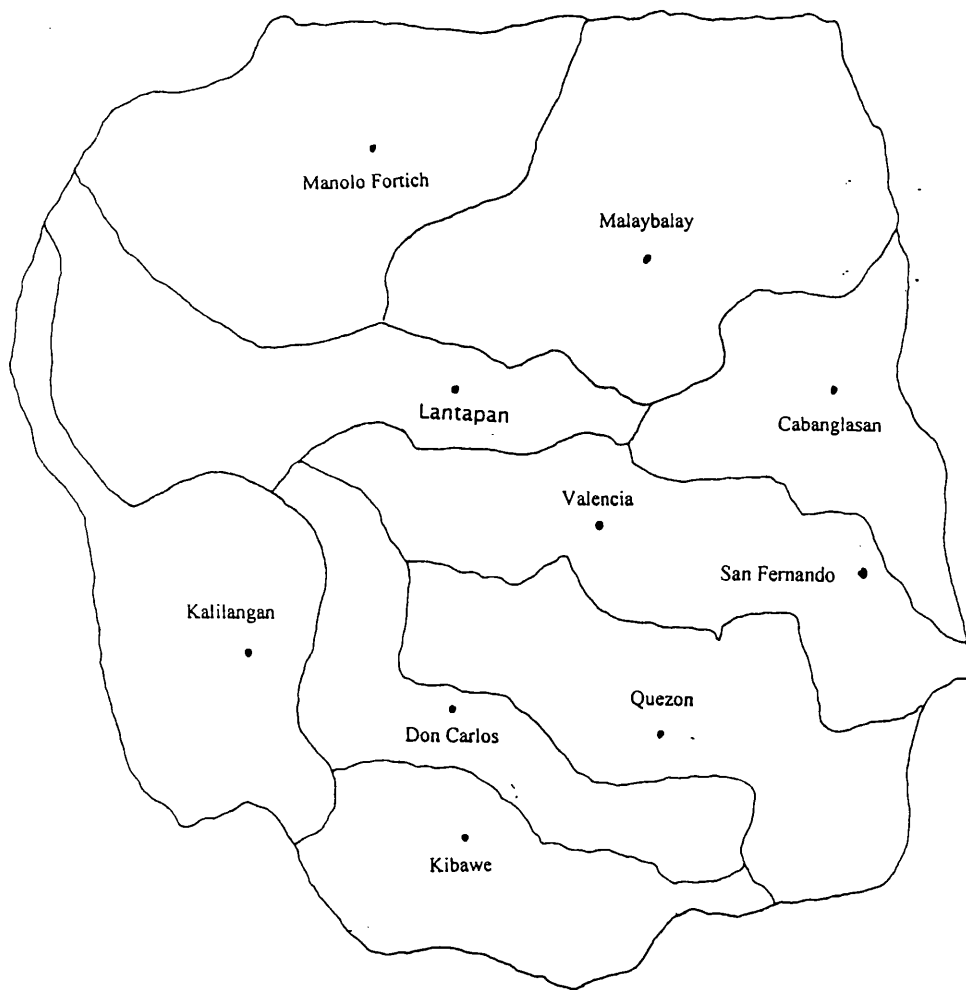 Manolo Fortich
Malaybalay
Lantapan
Cabanglasan
Valencia
San Fernando
Kalilangan
Quezon
Don Carlos
Kibawe